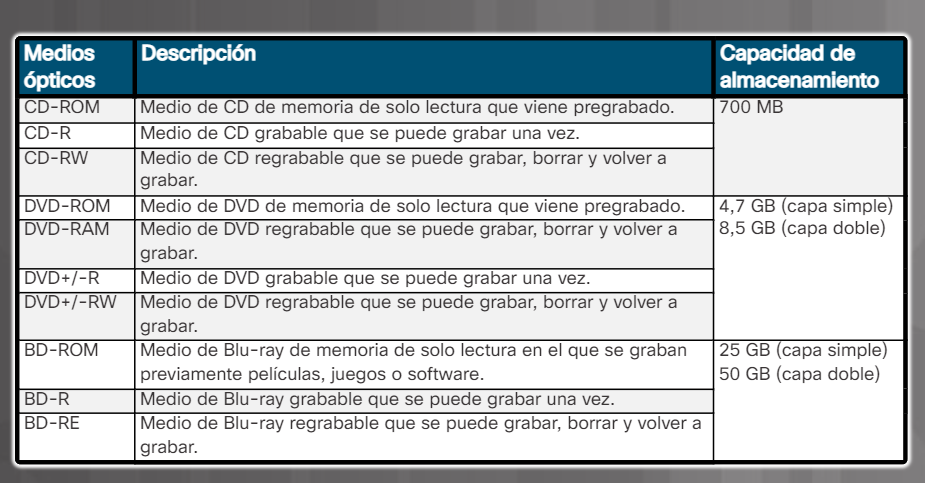 Medios ópticos | Descripción | Capacidad de almacenamiento
CD-ROM | Medio de CD de memoria de solo lectura que viene pregrabado. | 700 MB
CD-R | Medio de CD grabable que se puede grabar una vez.
CD-RW | Medio de CD regrabable que se puede grabar, borrar y volver a
grabar.
DVD-ROM | Medio de DVD de memoria de solo lectura que viene pregrabado. | 4,7 GB (capa simple)
DVD-RAM | Medio de DVD regrabable que se puede grabar, borrar y volver a | 8,5 GB (capa doble)
grabar.
DVD+/-R | Medio de DVD grabable que se puede grabar una vez.
DVD+/-RW | Medio de DVD regrabable que se puede grabar, borrar y volver a
grabar.
BD-ROM | Medio de Blu-ray de memoria de solo lectura en el que se graban | 25 GB (capa simple)
previamente películas, juegos o software. | 50 GB (capa doble)
BD-R | Medio de Blu-ray grabable que se puede grabar una vez.
BD-RE | Medio de Blu-ray regrabable que se puede grabar, borrar y volver a
grabar.